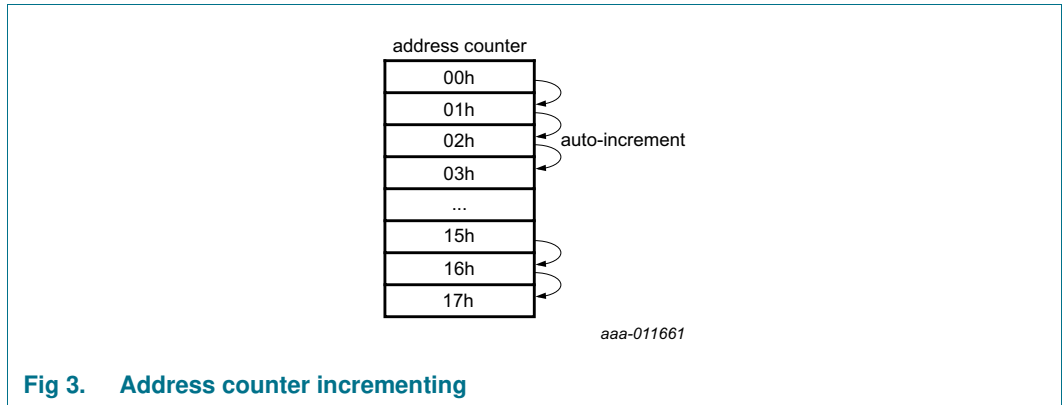 address counter
00h
01h
02h
auto-increment
03h
...
15h
16h
17h
aaa-011661
Fig 3. Address counter incrementing